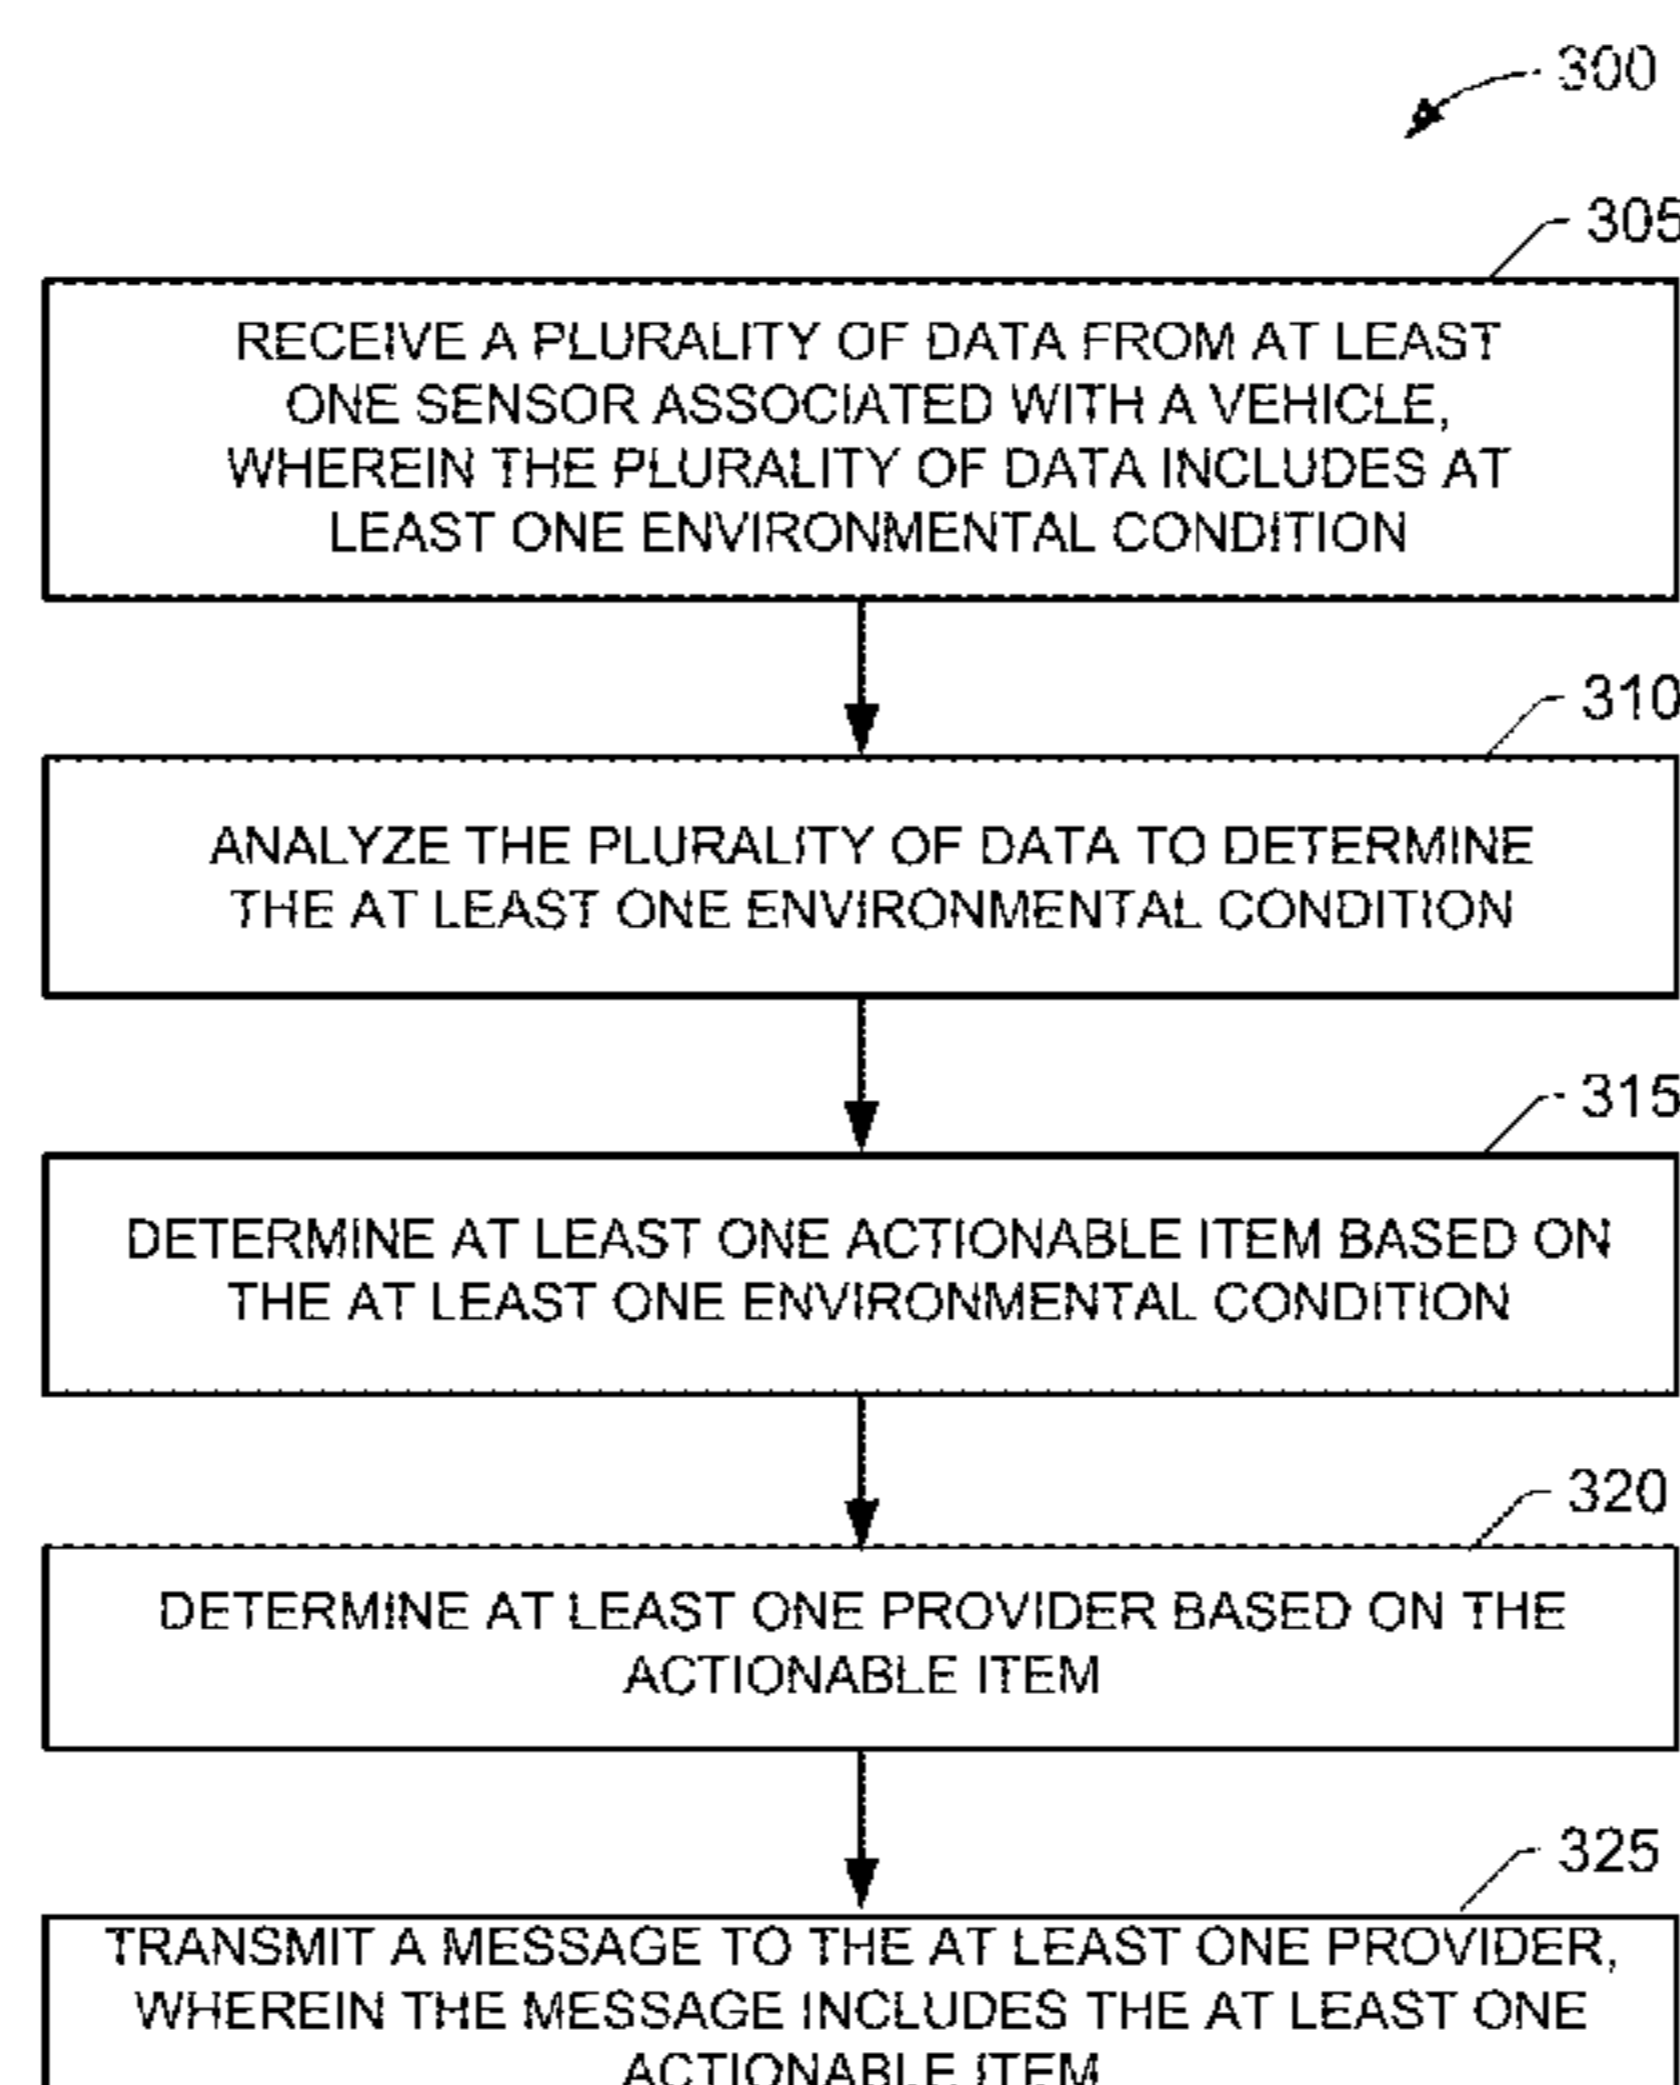 300
305
RECEIVE A PLURALITY OF DATA FROM AT LEAST
ONE SENSOR ASSOCIATED WITH A VEHICLE,
WHEREIN THE PLURALITY OF DATA INCLUDES AT
LEAST ONE ENVIRONMENTAL CONDITION
310
ANALYZE THE PLURALITY OF DATA TO DETERMINE
THE AT LEAST ONE ENVIRONMENTAL CONDITION
315
DETERMINE AT LEAST ONE ACTIONABLE ITEM BASED ON
THE AT LEAST ONE ENVIRONMENTAL CONDITION
320
DETERMINE AT LEAST ONE PROVIDER BASED ON THE
ACTIONABLE ITEM
325
TRANSMIT A MESSAGE TO THE AT LEAST ONE PROVIDER,
WHEREIN THE MESSAGE INCLUDES THE AT LEAST ONE
ACTIONABLE ITEM